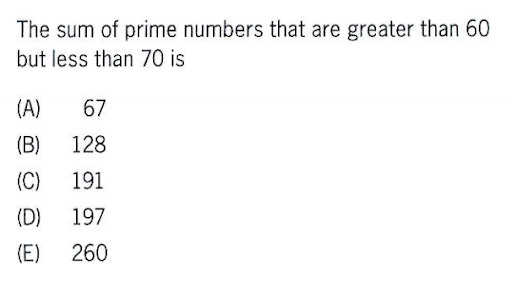 The sum of prime numbers that are greater than 60
but less than 70 is
(A) 67
(B) 128
(C) 191
(D) 197
(E) 260